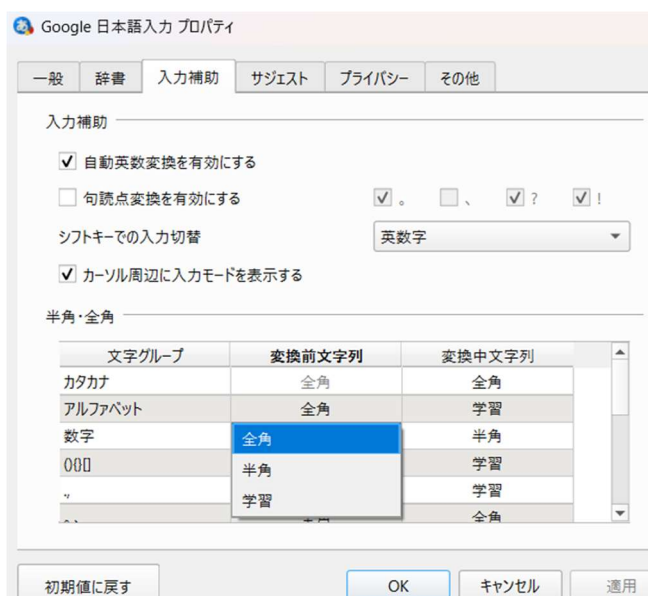 Google 日本語入力 プロパティ
一般 辞書 入力補助 サジェスト プライバシー その他
入力補助
自動英数変換を有効にする
句読点変換を有効にする 。 、 ? !
シフトキーでの入力切替 英数字
カーソル周辺に入力モードを表示する
半角・全角
文字グループ 変換前文字列 変換中文字列
カタカナ 全角 全角
アルファベット 全角 学習
数字 全角 半角
(){}[] 半角 学習
., 学習 学習
全角
初期値に戻す OK キャンセル 適用